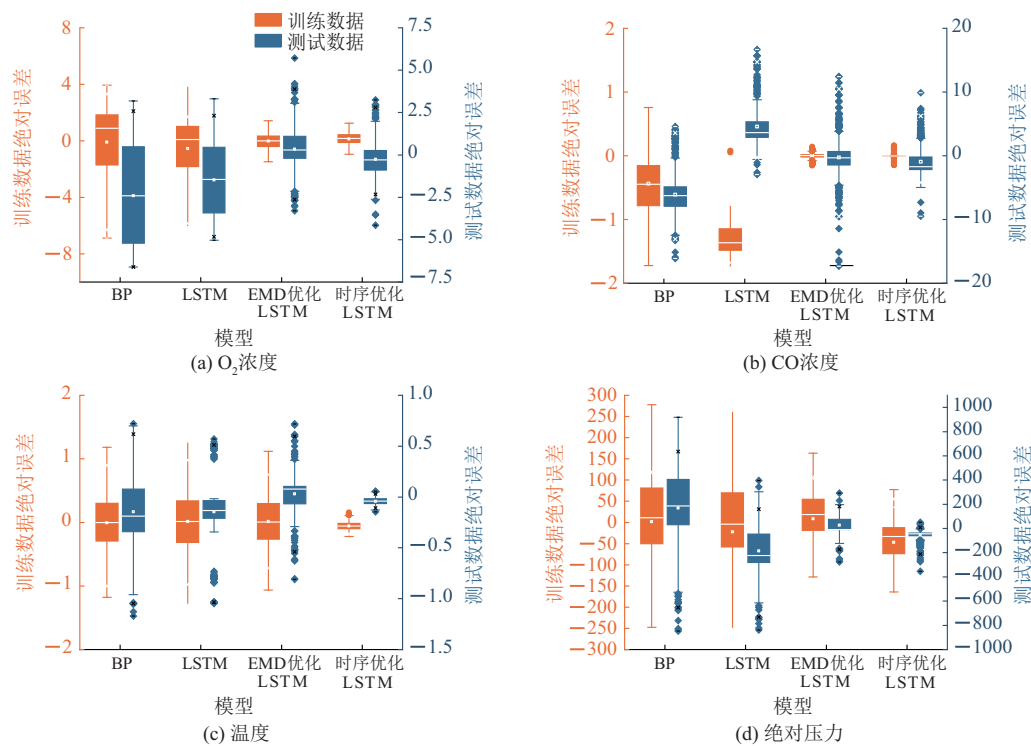 训练数据
测试数据
训练数据绝对误差
8
4
0
−4
−8
7.5
5.0
2.5
0
−2.5
−5.0
−7.5
测试数据绝对误差
BP
LSTM
EMD优化
LSTM
时序优化
LSTM
模型
(a) O₂浓度
训练数据绝对误差
2
1
0
−1
−2
20
10
0
−10
−20
测试数据绝对误差
BP
LSTM
EMD优化
LSTM
时序优化
LSTM
模型
(b) CO浓度
训练数据绝对误差
2
1
0
−1
−2
1.0
0.5
0
−0.5
−1.0
−1.5
测试数据绝对误差
BP
LSTM
EMD优化
LSTM
时序优化
LSTM
模型
(c) 温度
训练数据绝对误差
300
250
200
150
100
50
0
−50
−100
−150
−200
−250
−300
1000
800
600
400
200
0
−200
−400
−600
−800
−1000
测试数据绝对误差
BP
LSTM
EMD优化
LSTM
时序优化
LSTM
模型
(d) 绝对压力